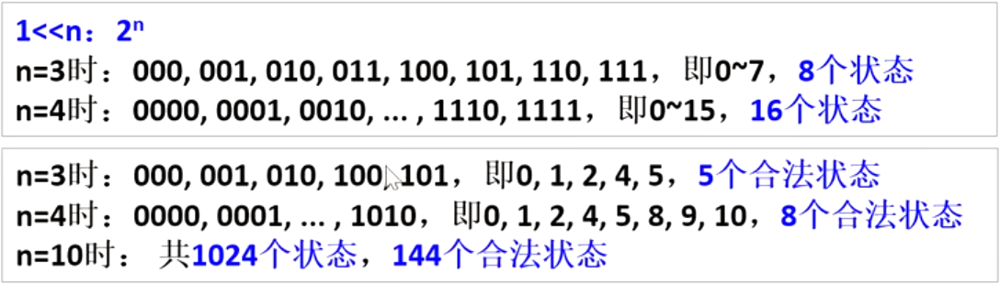 1<<n：2ⁿ
n=3时：000, 001, 010, 011, 100, 101, 110, 111，即0~7，8个状态
n=4时：0000, 0001, 0010, ... , 1110, 1111，即0~15，16个状态
n=3时：000, 001, 010, 100, 101，即0, 1, 2, 4, 5，5个合法状态
n=4时：0000, 0001, ... , 1010，即0, 1, 2, 4, 5, 8, 9, 10，8个合法状态
n=10时： 共1024个状态，144个合法状态